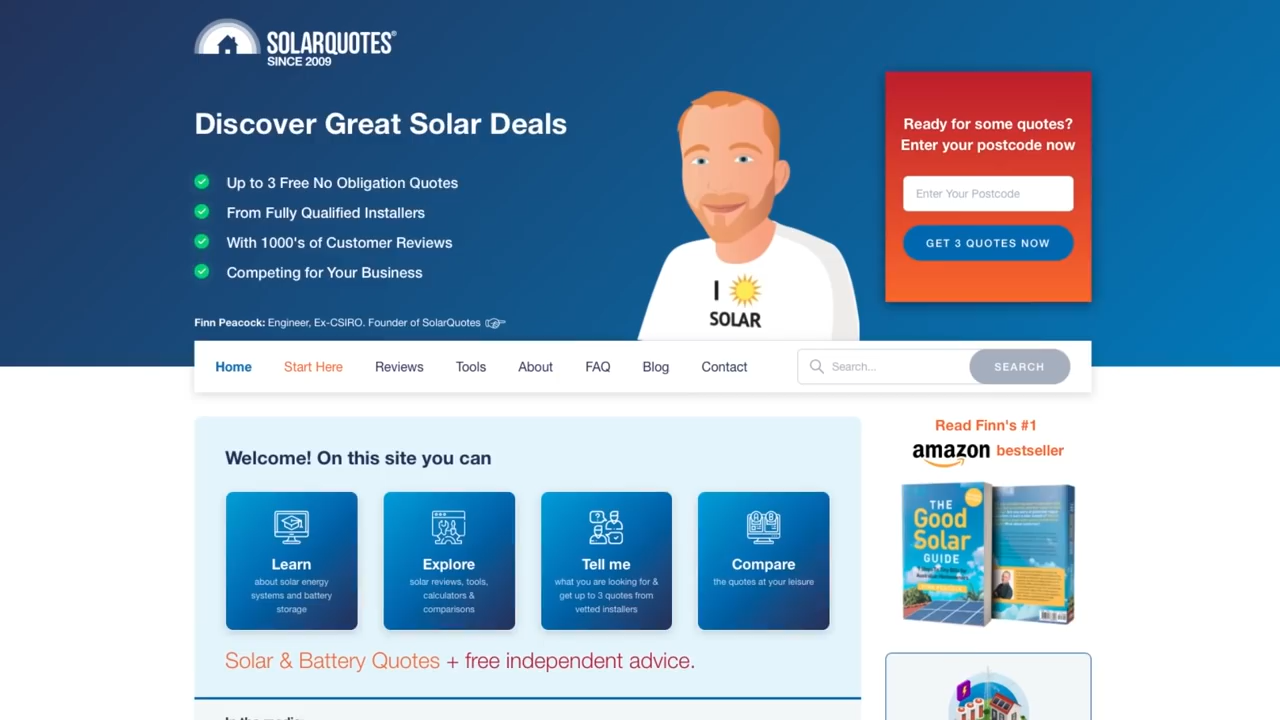 SOLARQUOTES®
SINCE 2009
Discover Great Solar Deals
Up to 3 Free No Obligation Quotes
From Fully Qualified Installers
With 1000's of Customer Reviews
Competing for Your Business
Finn Peacock: Engineer, Ex-CSIRO. Founder of SolarQuotes
I
SOLAR
Ready for some quotes?
Enter your postcode now
Enter Your Postcode
GET 3 QUOTES NOW
Home Start Here Reviews Tools About FAQ Blog Contact Search... SEARCH
Welcome! On this site you can
Learn
about solar energy
systems and battery
storage
Explore
solar reviews, tools,
calculators &
comparisons
Tell me
what you are looking for &
get up to 3 quotes from
vetted installers
Compare
the quotes at your leisure
Solar & Battery Quotes + free independent advice.
Read Finn's #1
amazon bestseller
THE
Good
Solar
GUIDE